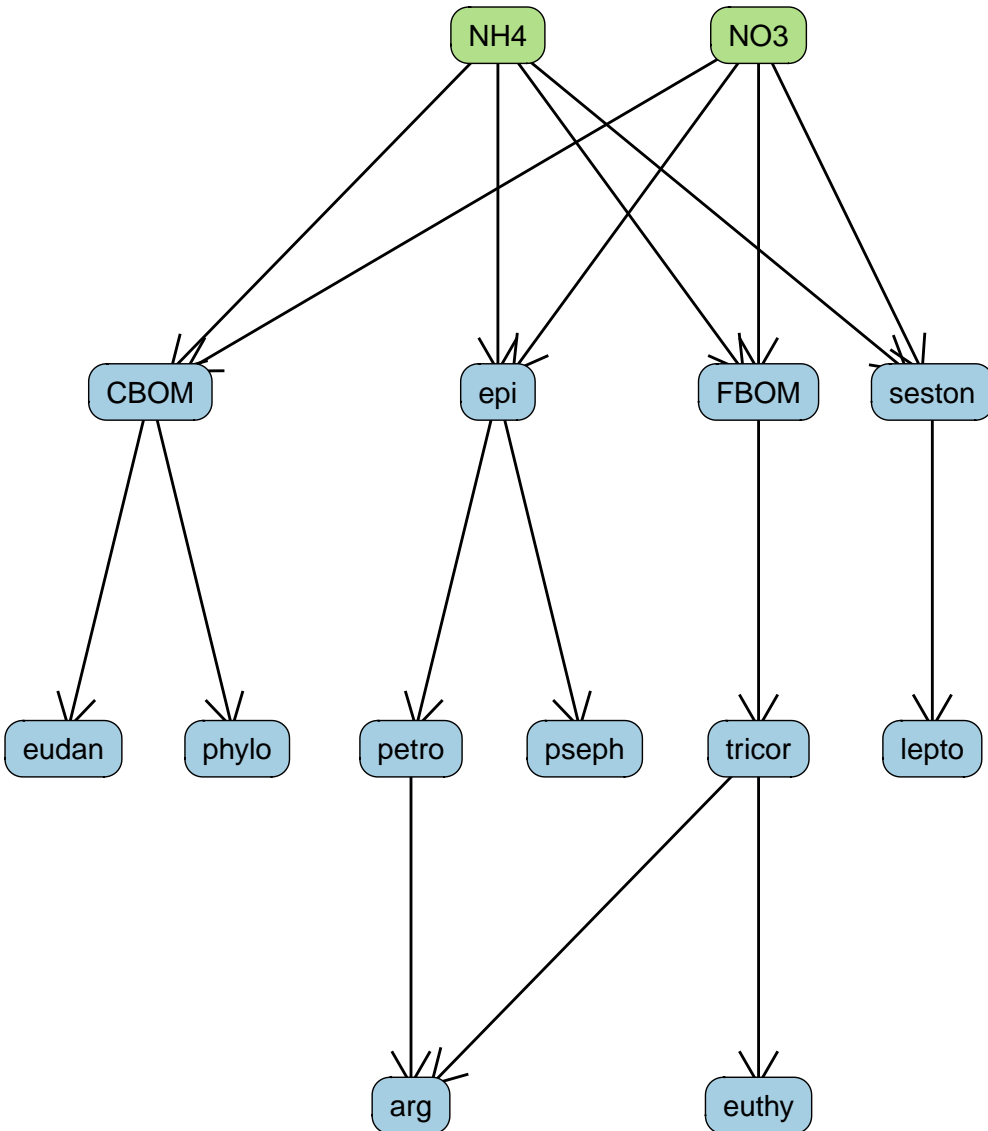 NH4
NO3
CBOM
epi
FBOM
seston
eudan
phylo
petro
pseph
tricor
lepto
arg
euthy